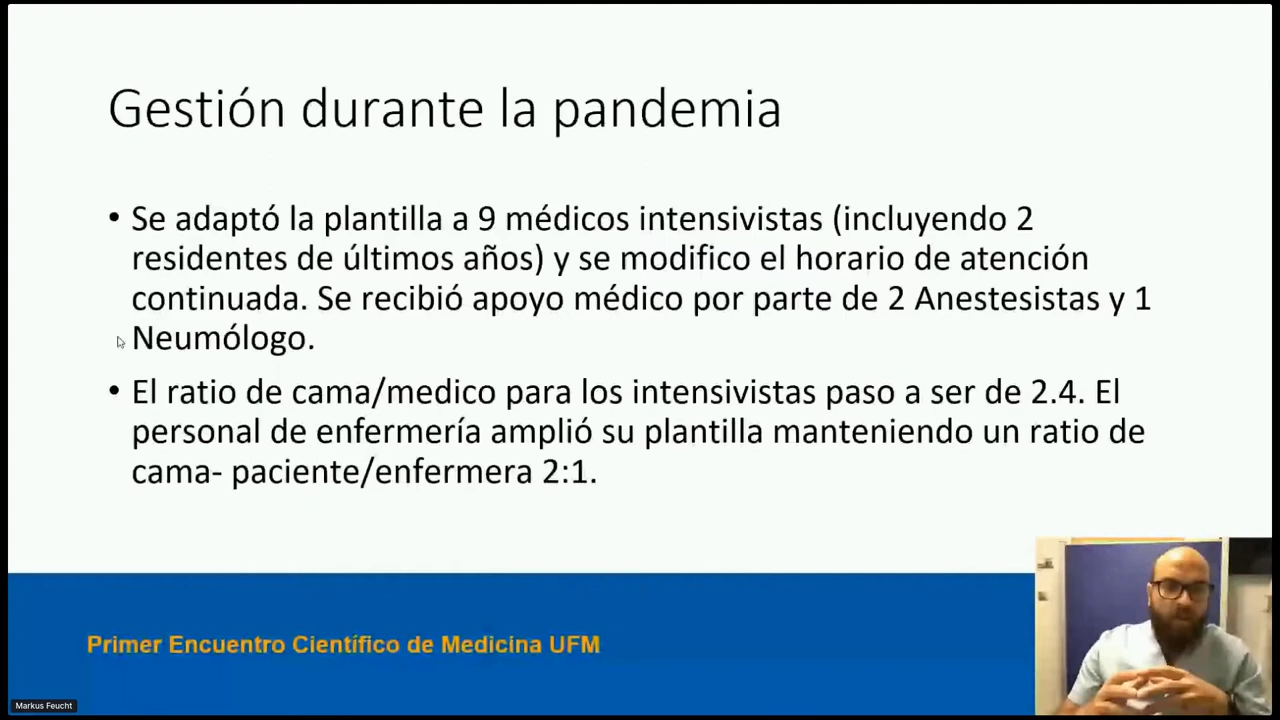 Gestión durante la pandemia
• Se adaptó la plantilla a 9 médicos intensivistas (incluyendo 2
residentes de últimos años) y se modifico el horario de atención
continuada. Se recibió apoyo médico por parte de 2 Anestesistas y 1
Neumólogo.
• El ratio de cama/medico para los intensivistas paso a ser de 2.4. El
personal de enfermería amplió su plantilla manteniendo un ratio de
cama- paciente/enfermera 2:1.
Primer Encuentro Científico de Medicina UFM
Markus Feucht